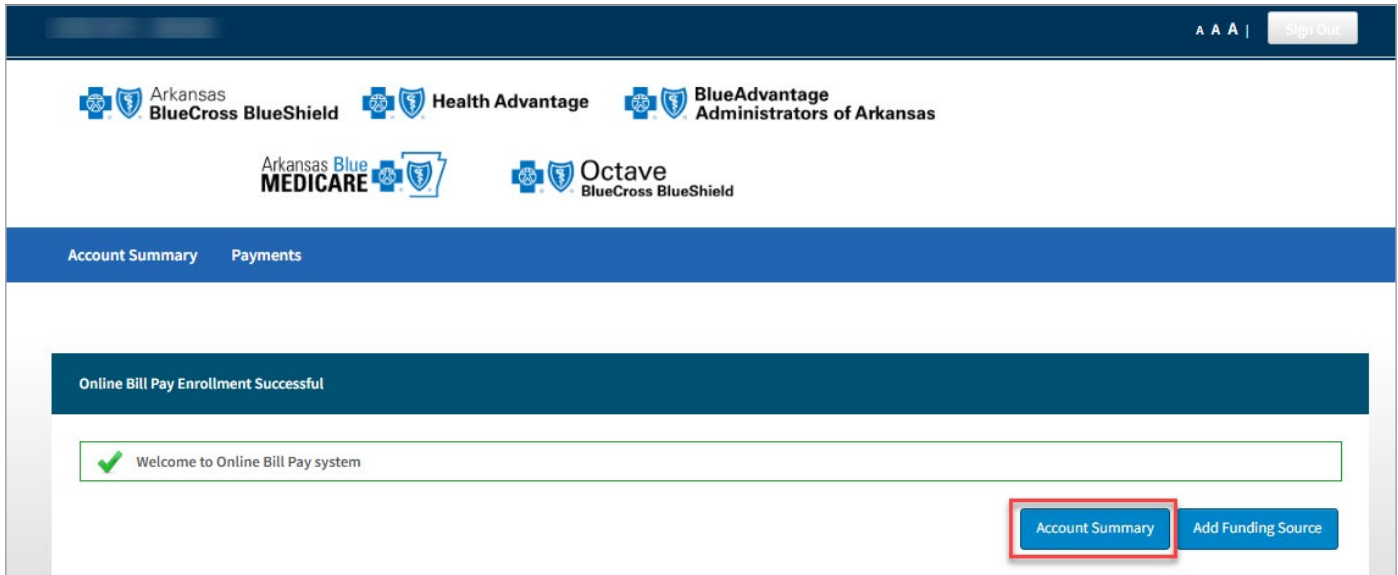 A A A | Sign Out
Arkansas
BlueCross BlueShield
Health Advantage
BlueAdvantage
Administrators of Arkansas
Arkansas Blue
MEDICARE
Octave
BlueCross BlueShield
Account Summary Payments
Online Bill Pay Enrollment Successful
Welcome to Online Bill Pay system
Account Summary Add Funding Source